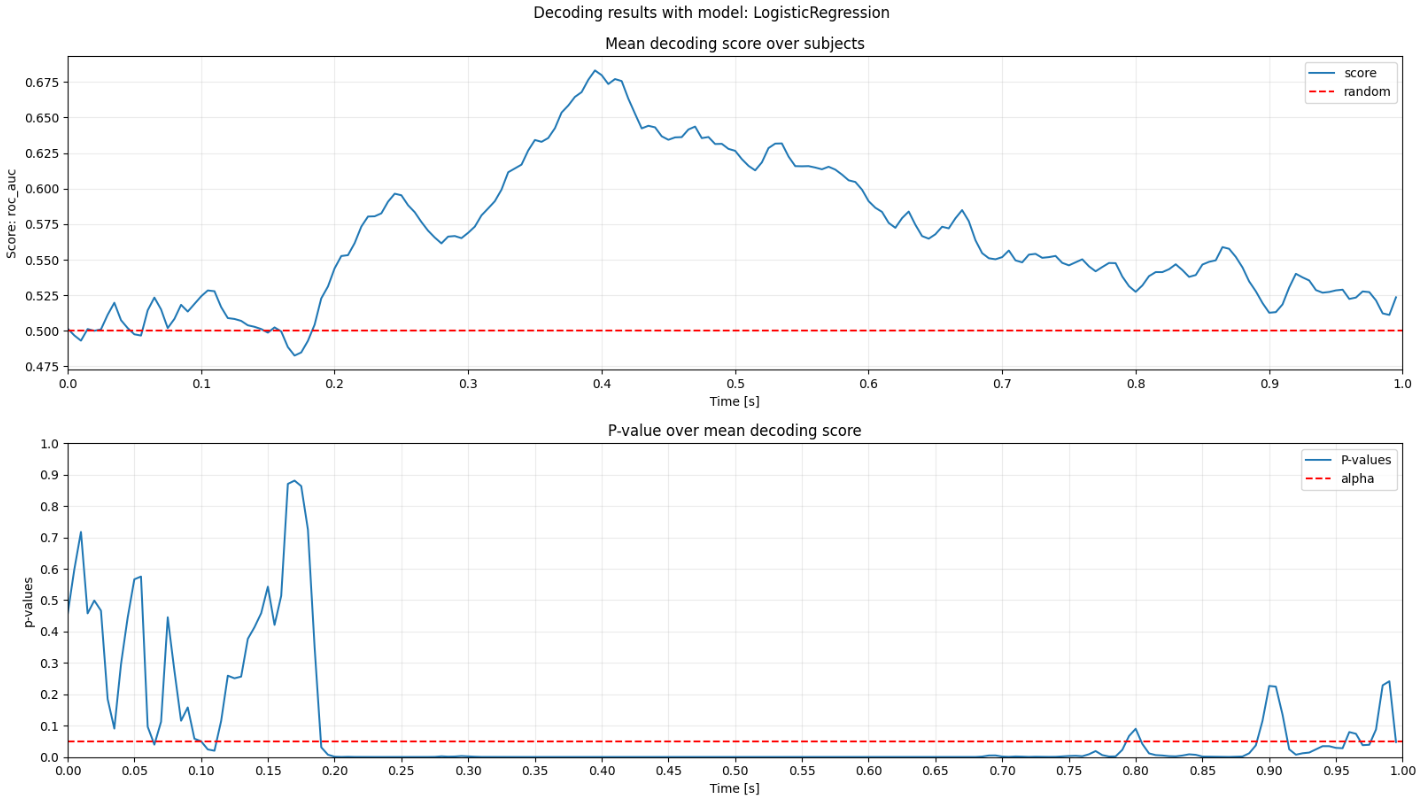 Decoding results with model: LogisticRegression
Mean decoding score over subjects
Score: roc_auc
0.675
0.650
0.625
0.600
0.575
0.550
0.525
0.500
0.475
score
random
0.0 0.1 0.2 0.3 0.4 0.5 0.6 0.7 0.8 0.9 1.0
Time [s]
P-value over mean decoding score
p-values
1.0
0.9
0.8
0.7
0.6
0.5
0.4
0.3
0.2
0.1
0.0
P-values
alpha
0.00 0.05 0.10 0.15 0.20 0.25 0.30 0.35 0.40 0.45 0.50 0.55 0.60 0.65 0.70 0.75 0.80 0.85 0.90 0.95 1.00
Time [s]